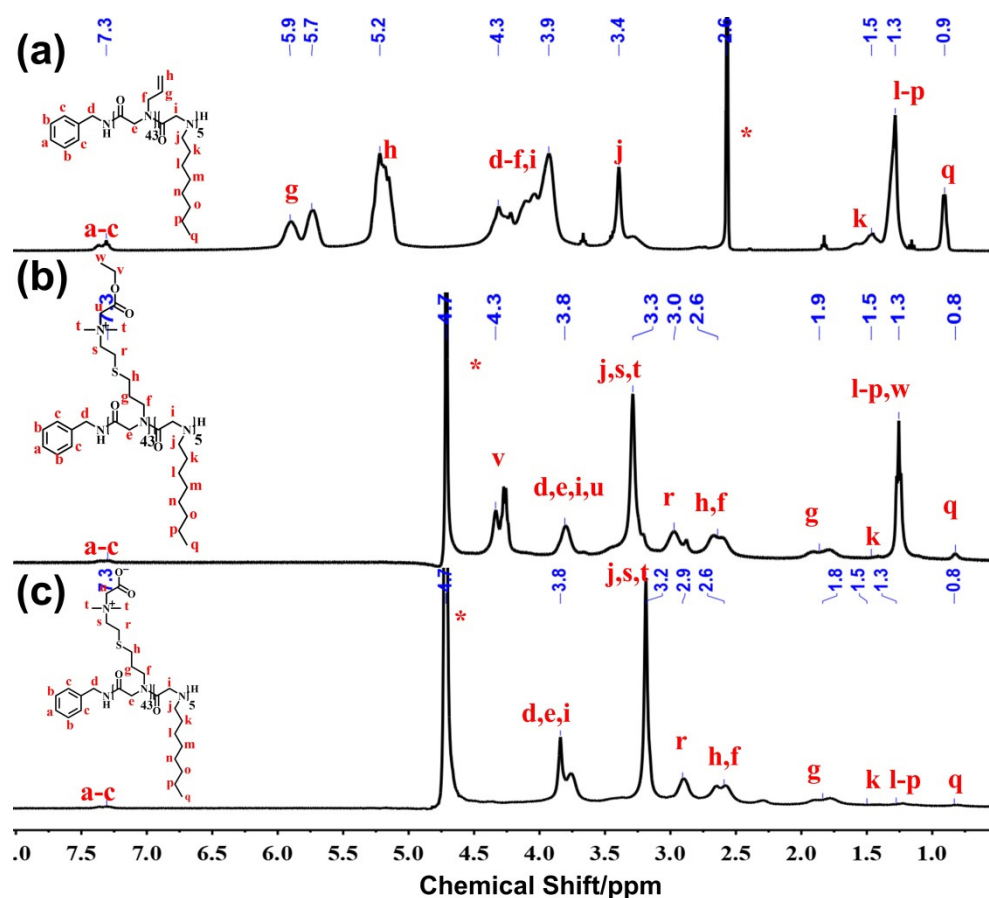 (a)
7.3
5.9
5.7
5.2
4.3
3.9
3.4
2.6
1.5
1.3
0.9
a-c
g
h
d-f,i
j
*
k
l-p
q
h
g
f
O
i
c
d
N
H
e
43
O
N
H
5
b
a
b
c
j
k
l
m
n
o
p
q
(b)
7.3
4.7
4.3
3.8
3.3
3.0
2.6
1.9
1.5
1.3
0.8
a-c
*
v
d,e,i,u
j,s,t
r
h,f
g
k
l-p,w
q
w
v
O
u
O
t
N+
t
s
r
S
h
g
f
O
i
c
d
N
H
e
43
O
N
H
5
b
a
b
c
j
k
l
m
n
o
p
q
(c)
7.3
4.7
3.8
3.2
2.9
2.6
1.8
1.5
1.3
0.8
a-c
*
d,e,i
j,s,t
r
h,f
g
k
l-p
q
O−
O
t
N+
t
s
r
S
h
g
f
O
i
c
d
N
H
e
43
O
N
H
5
b
a
b
c
j
k
l
m
n
o
p
q
.0 7.5 7.0 6.5 6.0 5.5 5.0 4.5 4.0 3.5 3.0 2.5 2.0 1.5 1.0
Chemical Shift/ppm